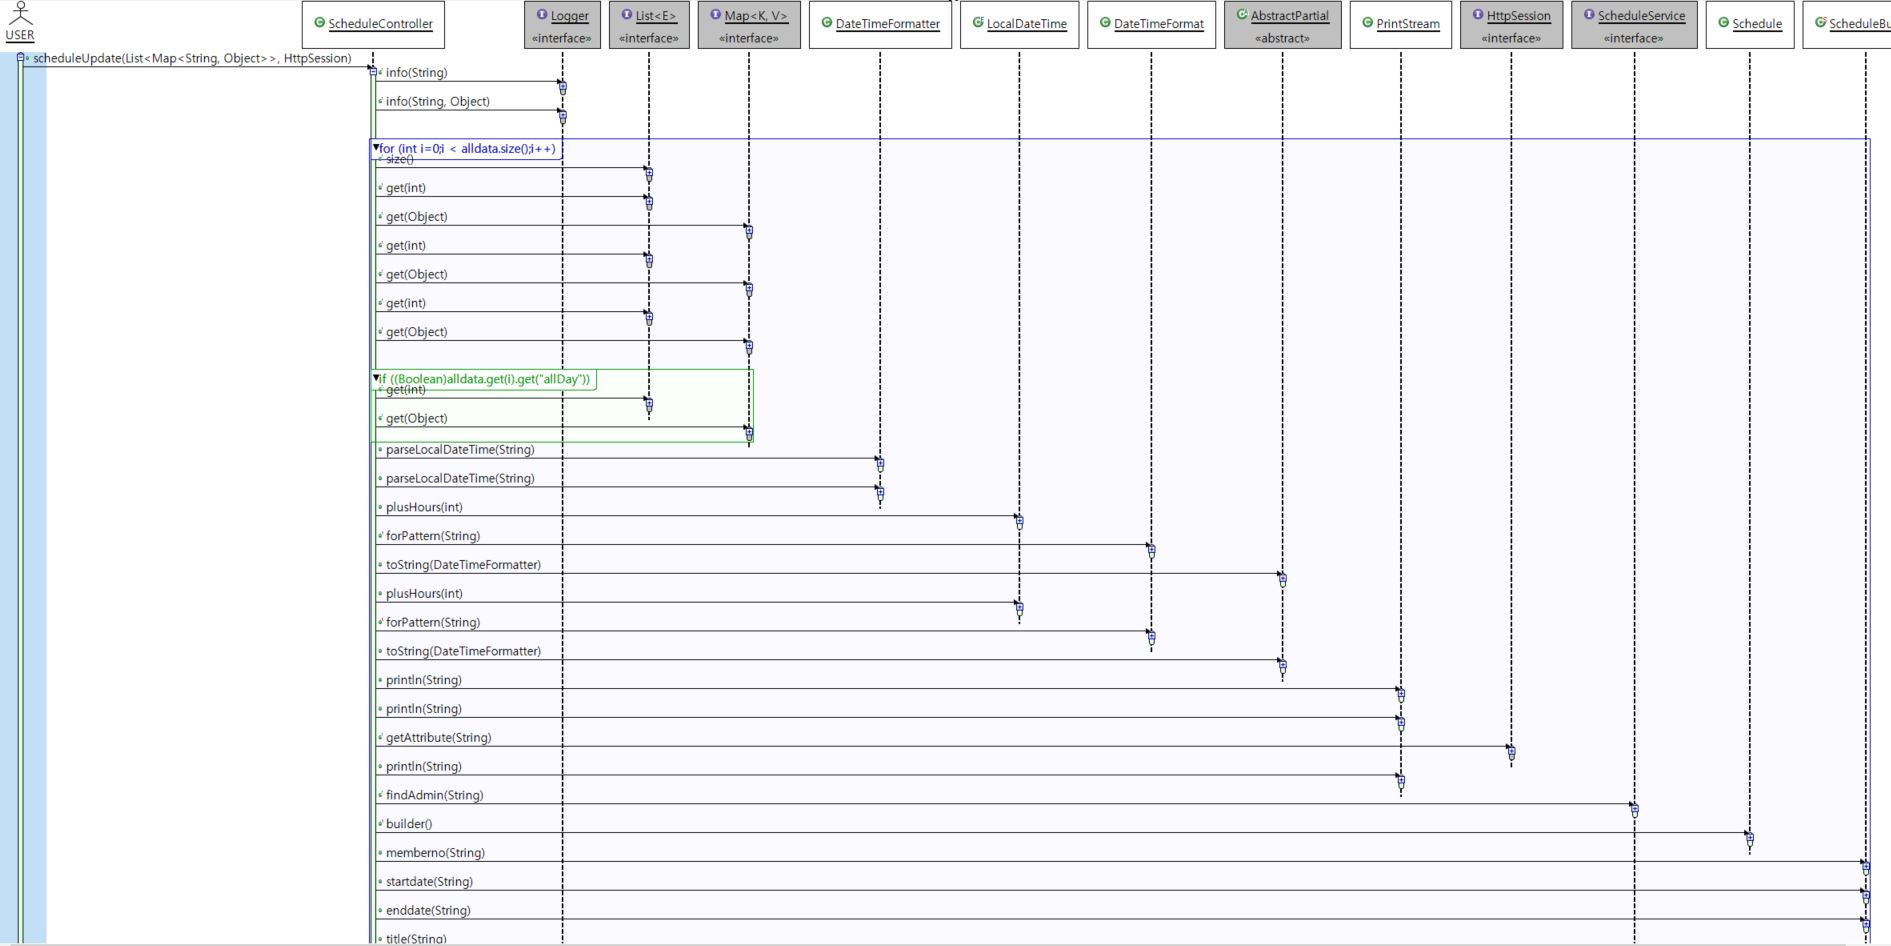 USER
ScheduleController
Logger
«interface»
List<E>
«interface»
Map<K, V>
«interface»
DateTimeFormatter
LocalDateTime
DateTimeFormat
AbstractPartial
«abstract»
PrintStream
HttpSession
«interface»
ScheduleService
«interface»
Schedule
ScheduleBu
scheduleUpdate(List<Map<String, Object>>, HttpSession)
info(String)
info(String, Object)
for (int i=0;i < alldata.size();i++)
size()
get(int)
get(Object)
get(int)
get(Object)
get(int)
get(Object)
if ((Boolean)alldata.get(i).get("allDay"))
get(int)
get(Object)
parseLocalDateTime(String)
parseLocalDateTime(String)
plusHours(int)
forPattern(String)
toString(DateTimeFormatter)
plusHours(int)
forPattern(String)
toString(DateTimeFormatter)
println(String)
println(String)
getAttribute(String)
println(String)
findAdmin(String)
builder()
memberno(String)
startdate(String)
enddate(String)
title(String)